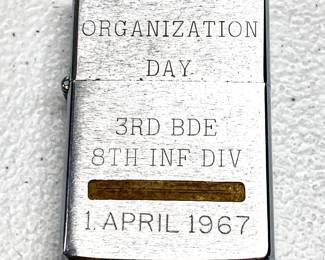 ORGANIZATION
DAY
3RD BDE
8TH INF DIV
1 APRIL 1967